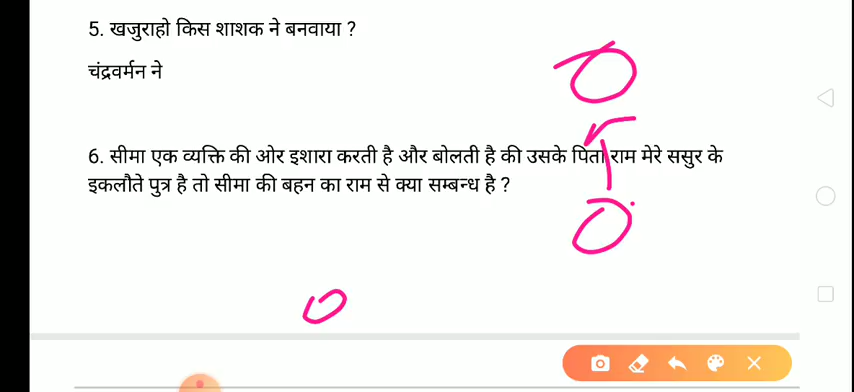 5. खजुराहो किस शाशक ने बनवाया ?
चंद्रवर्मन ने
6. सीमा एक व्यक्ति की ओर इशारा करती है और बोलती है की उसके पिता राम मेरे ससुर के
इकलौते पुत्र है तो सीमा की बहन का राम से क्या सम्बन्ध है ?